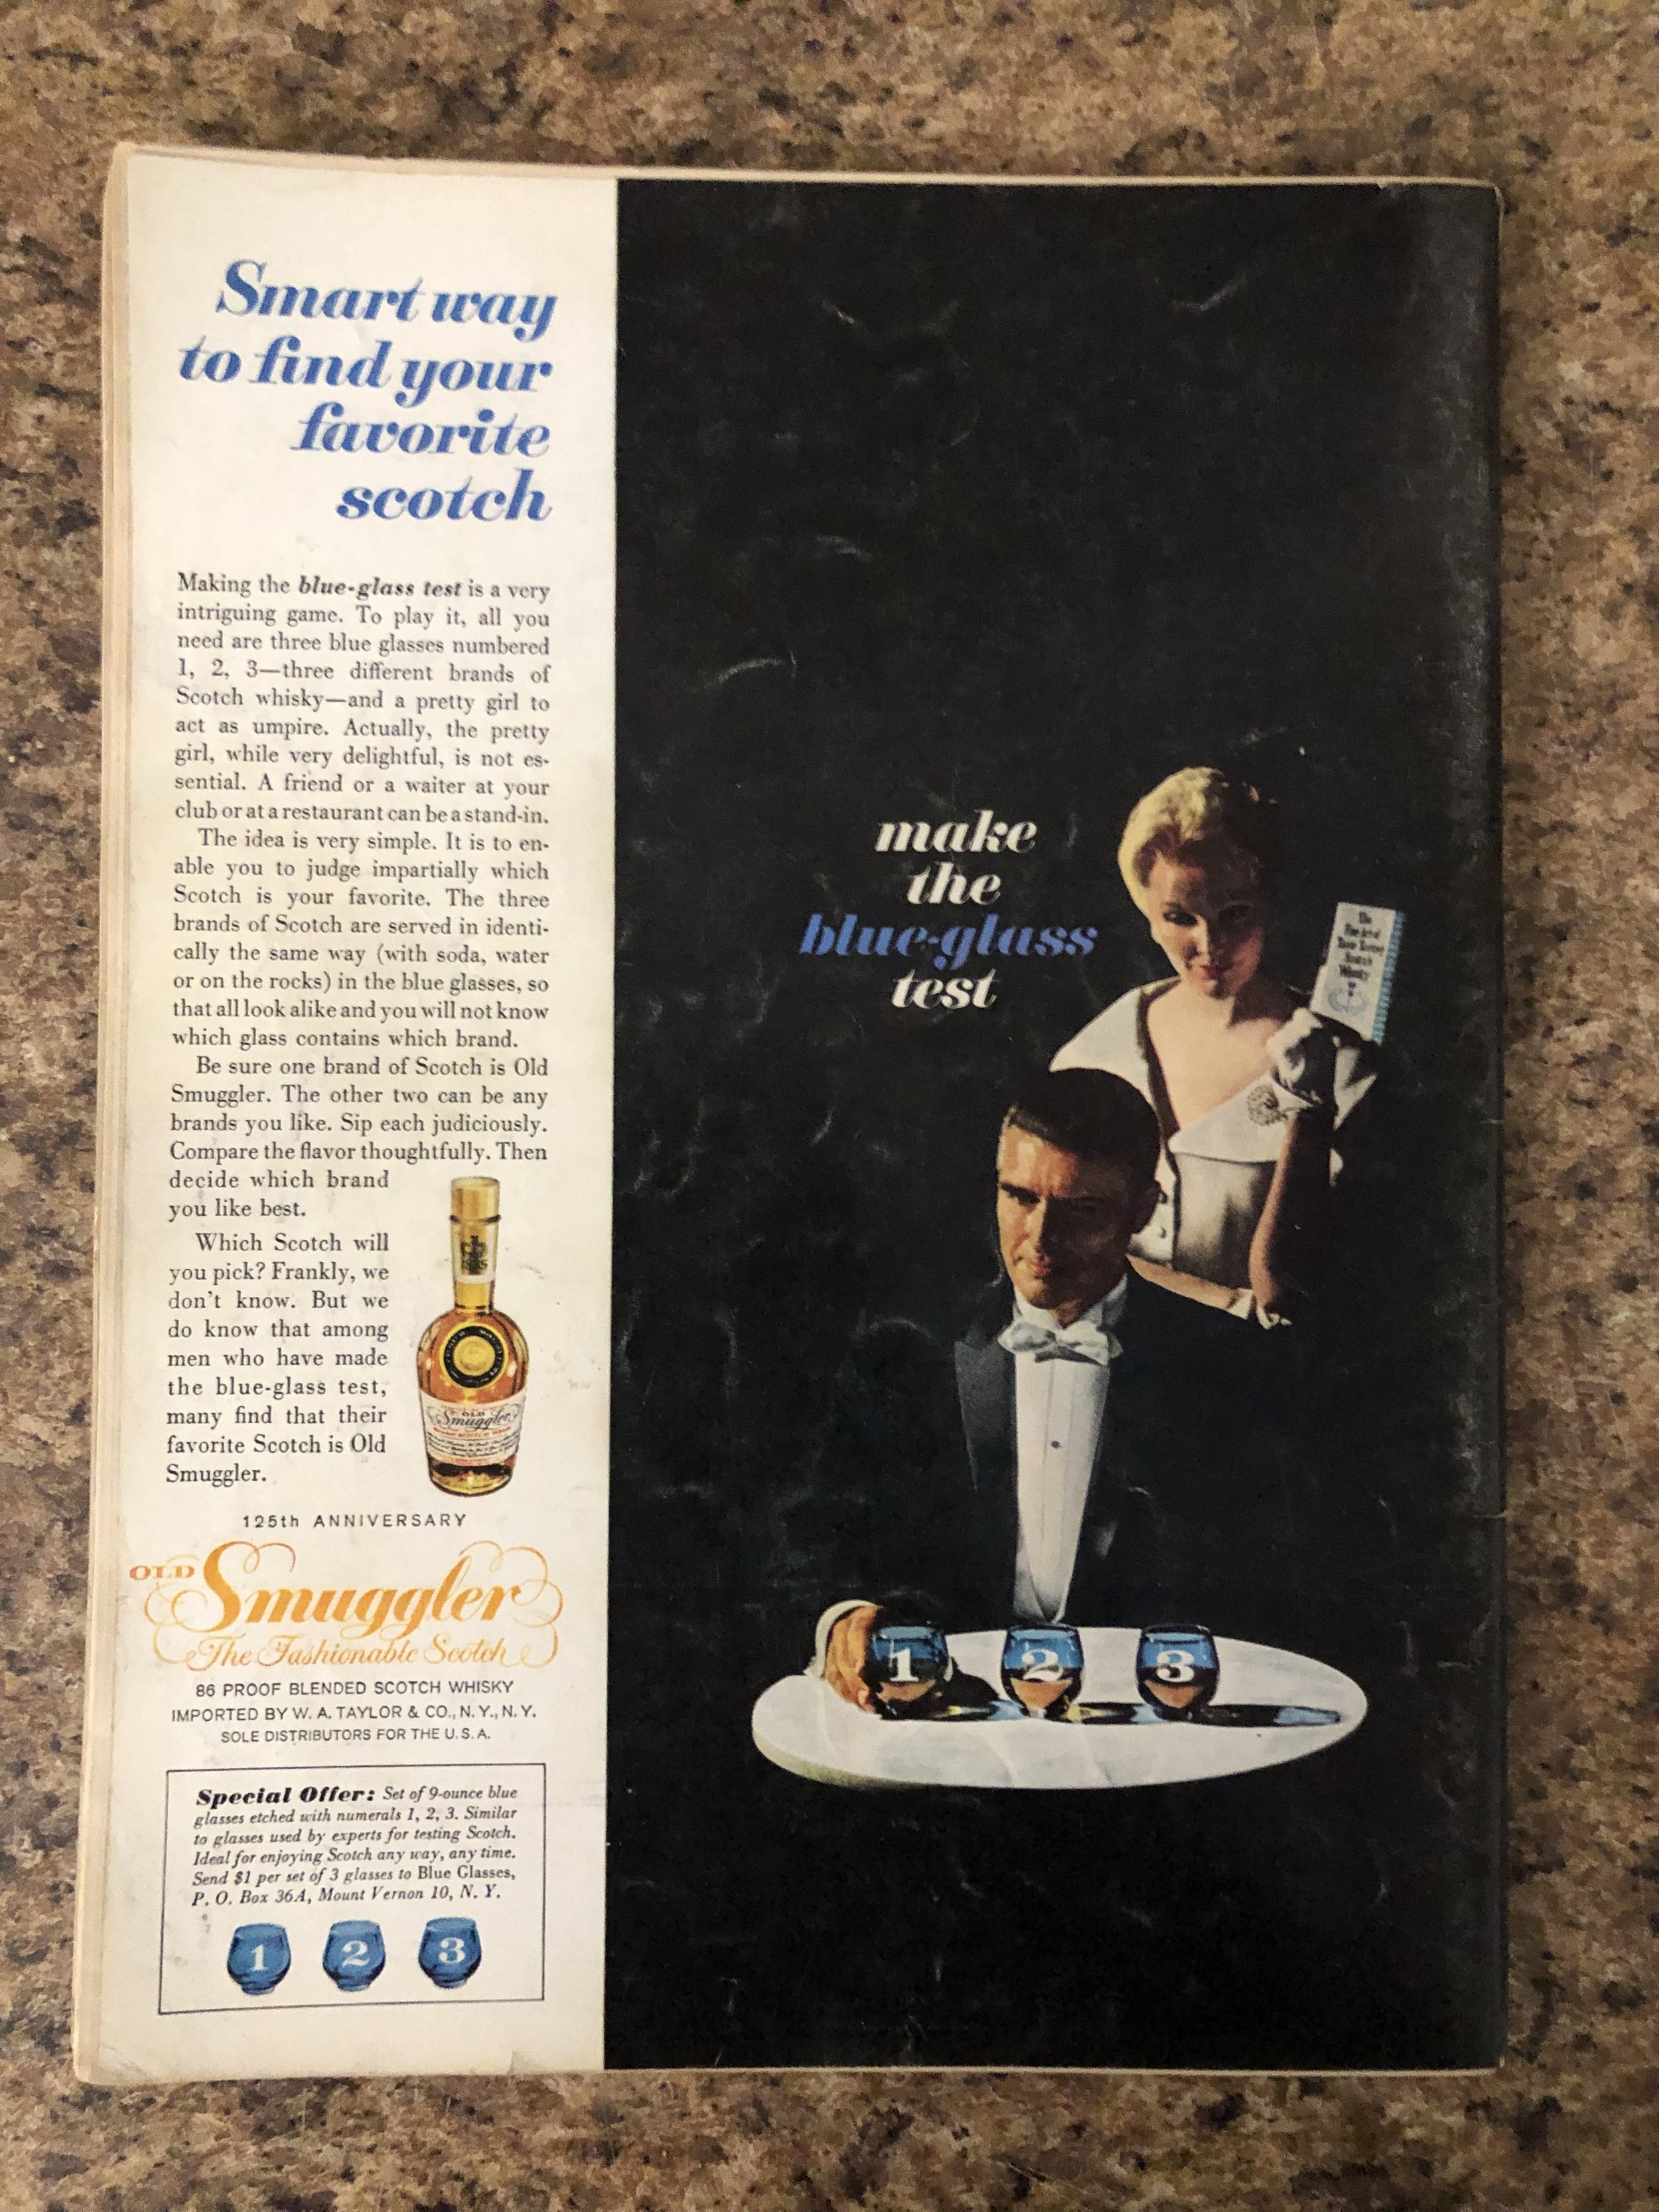 Smart way
to find your
favorite
scotch
Making the blue-glass test is a very
intriguing game. To play it, all you
need are three blue glasses numbered
1, 2, 3—three different brands of
Scotch whisky—and a pretty girl to
act as umpire. Actually, the pretty
girl, while very delightful, is not es-
sential. A friend or a waiter at your
club or at a restaurant can be a stand-in.
The idea is very simple. It is to en-
able you to judge impartially which
Scotch is your favorite. The three
brands of Scotch are served in identi-
cally the same way (with soda, water
or on the rocks) in the blue glasses, so
that all look alike and you will not know
which glass contains which brand.
Be sure one brand of Scotch is Old
Smuggler. The other two can be any
brands you like. Sip each judiciously.
Compare the flavor thoughtfully. Then
decide which brand
you like best.
Which Scotch will
you pick? Frankly, we
don't know. But we
do know that among
men who have made
the blue-glass test,
many find that their
favorite Scotch is Old
Smuggler.
OLD
Smuggler
125th ANNIVERSARY
OLD Smuggler
The Fashionable Scotch
86 PROOF BLENDED SCOTCH WHISKY
IMPORTED BY W. A. TAYLOR & CO., N. Y., N. Y.
SOLE DISTRIBUTORS FOR THE U. S. A.
Special Offer: Set of 9-ounce blue
glasses etched with numerals 1, 2, 3. Similar
to glasses used by experts for testing Scotch.
Ideal for enjoying Scotch any way, any time.
Send $1 per set of 3 glasses to Blue Glasses,
P. O. Box 36A, Mount Vernon 10, N. Y.
1 2 3
make
the
blue-glass
test
The
Fine Art of
Scotch
Whisky
1 2 3